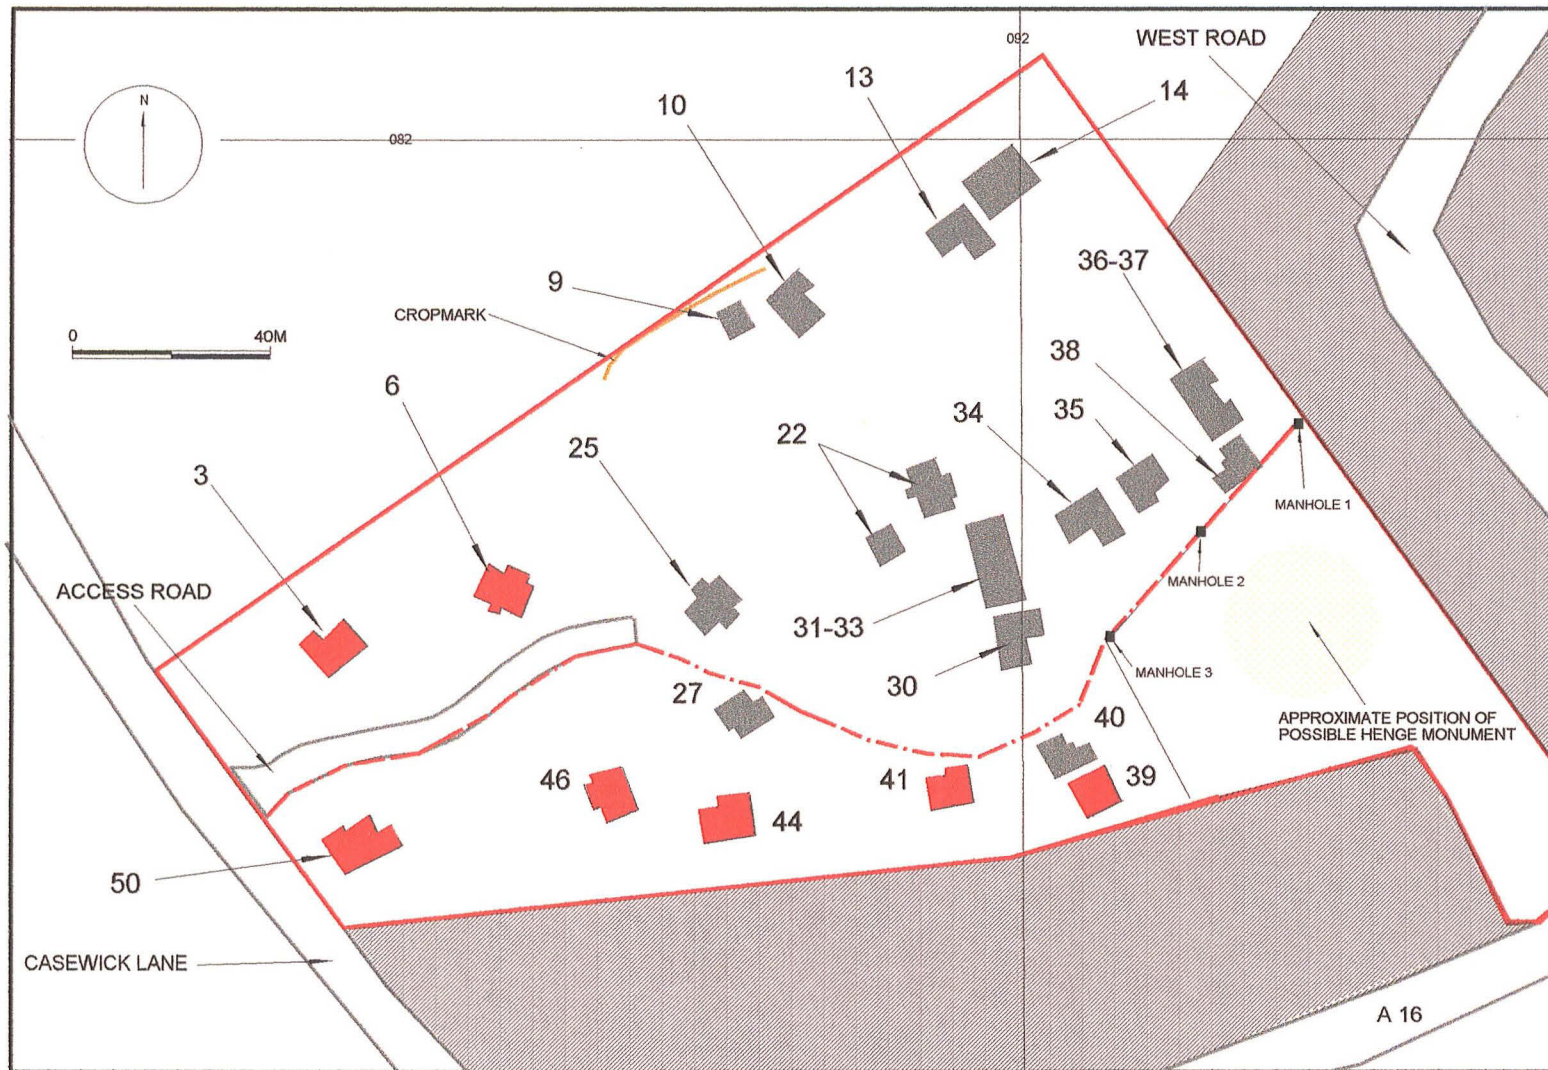 092
WEST ROAD
13
14
10
N
082
36-37
9
CROPMARK
0
40M
38
6
34
35
22
25
3
MANHOLE 1
ACCESS ROAD
MANHOLE 2
31-33
MANHOLE 3
30
27
40
APPROXIMATE POSITION OF
POSSIBLE HENGE MONUMENT
46
41
39
44
50
CASEWICK LANE
A 16